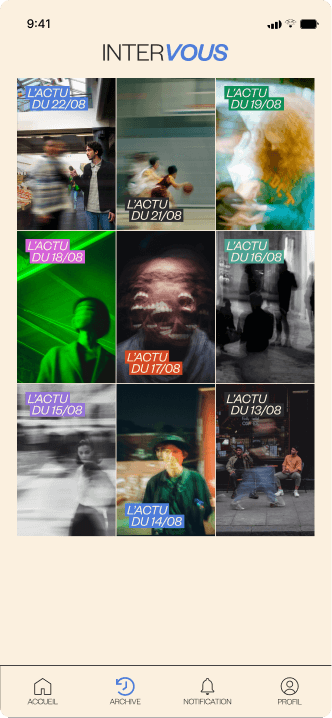 9:41
INTERVOUS
L'ACTU
DU 22/08
L'ACTU
DU 21/08
L'ACTU
DU 19/08
L'ACTU
DU 18/08
L'ACTU
DU 17/08
L'ACTU
DU 16/08
L'ACTU
DU 15/08
L'ACTU
DU 14/08
L'ACTU
DU 13/08
ACCUEIL
ARCHIVE
NOTIFICATION
PROFIL